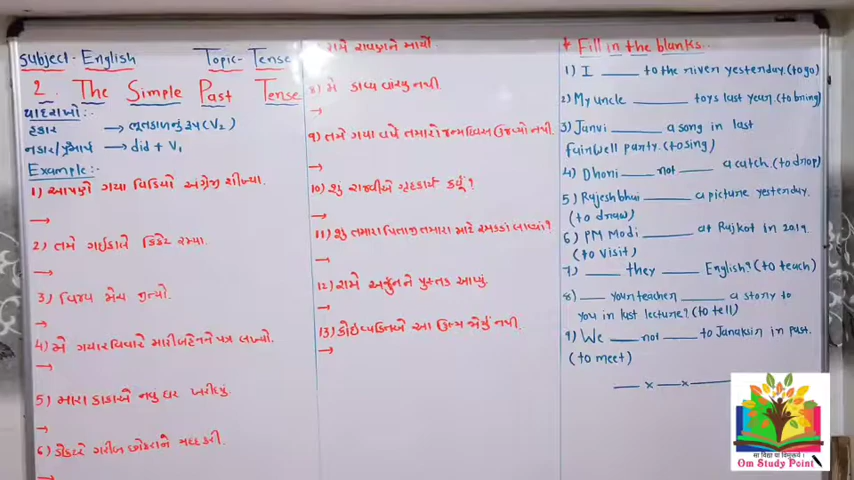 Subject- English
Topic- Tense
2. The Simple Past Tense
યાદ રાખો :-
હકાર → ભૂતકાળનું રૂપ (V₂)
નકાર/પ્રશ્નાર્થ → did + V₁
Example:-
1) આપણે ગયા વિકિયો અંગ્રેજી શીખ્યા.
→
2) તમે ગઈકાલે ક્રિકેટ રમ્યા.
→
3) વિજય મેચ જીત્યો.
→
4) મેં ગયા રવિવારે મારી બહેનને પત્ર લખ્યો.
→
5) મારા કાકાએ નવું ઘર ખરીદ્યું.
→
6) ડોક્ટરે ગરીબ છોકરાને મદદ કરી.
→
રામે રાવણને માર્યો.
8) મે કાવ્ય વાંચ્યુ નથી.
→
9) તમે ગયા વર્ષે તમારો જન્મદિવસ ઉજવ્યો નથી.
→
10) શું રાજવીએ ગૃહકાર્ય કર્યું?
→
11) શું તમારા પિતાજી તમારા માટે રમકડાં લાવ્યાં?
→
12) રામે અર્જુનને પુસ્તક આપ્યું.
→
13) કોઈ વ્યક્તિએ આ જોયું નથી.
→
* Fill in the blanks..
1) I ____ to the river yesterday. (to go)
2) My uncle ____ toys last year. (to bring)
3) Janvi ____ a song in last
fairwell party. (to sing)
4) Dhoni ____ not ____ a catch. (to drop)
5) Rajeshbhai ____ a picture yesterday.
(to draw)
6) PM Modi ____ at Rajkot in 2019.
(to visit)
7) ____ they ____ English? (to teach)
8) ____ your teacher ____ a story to
you in last lecture? (to tell)
9) We ____ not ____ to Janaksir in past.
(to meet)
— x — x —
सा विद्या या विमुक्तये ।
Om Study Point